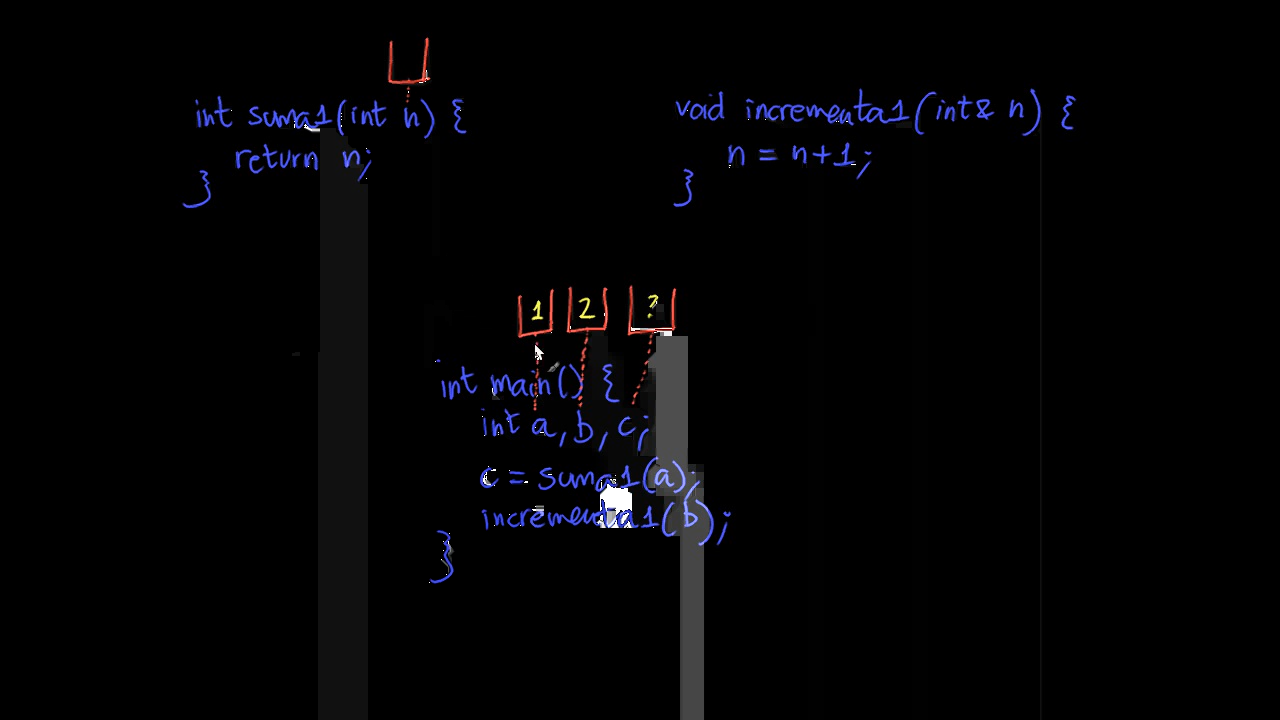 int suma1(int n) {
return n;
}
void incrementa1(int& n) {
n = n+1;
}
1 2 ?
int main() {
int a, b, c;
c = suma1(a);
incrementa1(b);
}